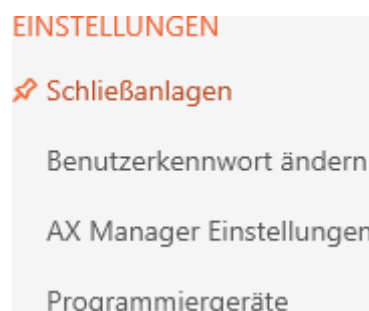 EINSTELLUNGEN
Schließanlagen
Benutzerkennwort ändern
AX Manager Einstellungen
Programmiergeräte